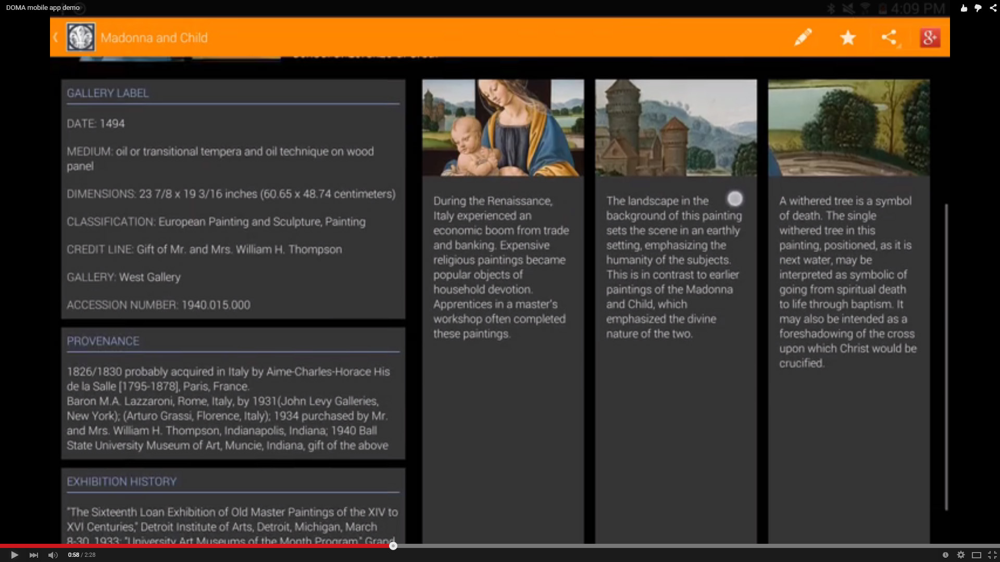 DOMA mobile app demo
4:09 PM
Madonna and Child
g+
GALLERY LABEL
DATE: 1494
MEDIUM: oil or transitional tempera and oil technique on wood
panel
DIMENSIONS: 23 7/8 x 19 3/16 inches (60.65 x 48.74 centimeters)
CLASSIFICATION: European Painting and Sculpture, Painting
CREDIT LINE: Gift of Mr. and Mrs. William H. Thompson
GALLERY: West Gallery
ACCESSION NUMBER: 1940.015.000
PROVENANCE
1826/1830 probably acquired in Italy by Aime-Charles-Horace His
de la Salle [1795-1878], Paris, France.
Baron M.A. Lazzaroni, Rome, Italy, by 1931(John Levy Galleries,
New York); (Arturo Grassi, Florence, Italy); 1934 purchased by Mr.
and Mrs. William H. Thompson, Indianapolis, Indiana; 1940 Ball
State University Museum of Art, Muncie, Indiana, gift of the above
EXHIBITION HISTORY
"The Sixteenth Loan Exhibition of Old Master Paintings of the XIV to
XVI Centuries," Detroit Institute of Arts, Detroit, Michigan, March
8-30, 1933; "University Art Museums of the Month Program," Grand
During the Renaissance,
Italy experienced an
economic boom from trade
and banking. Expensive
religious paintings became
popular objects of
household devotion.
Apprentices in a master's
workshop often completed
these paintings.
The landscape in the
background of this painting
sets the scene in an earthly
setting, emphasizing the
humanity of the subjects.
This is in contrast to earlier
paintings of the Madonna
and Child, which
emphasized the divine
nature of the two.
A withered tree is a symbol
of death. The single
withered tree in this
painting, positioned, as it is
next water, may be
interpreted as symbolic of
going from spiritual death
to life through baptism. It
may also be intended as a
foreshadowing of the cross
upon which Christ would be
crucified.
0:58 / 2:28